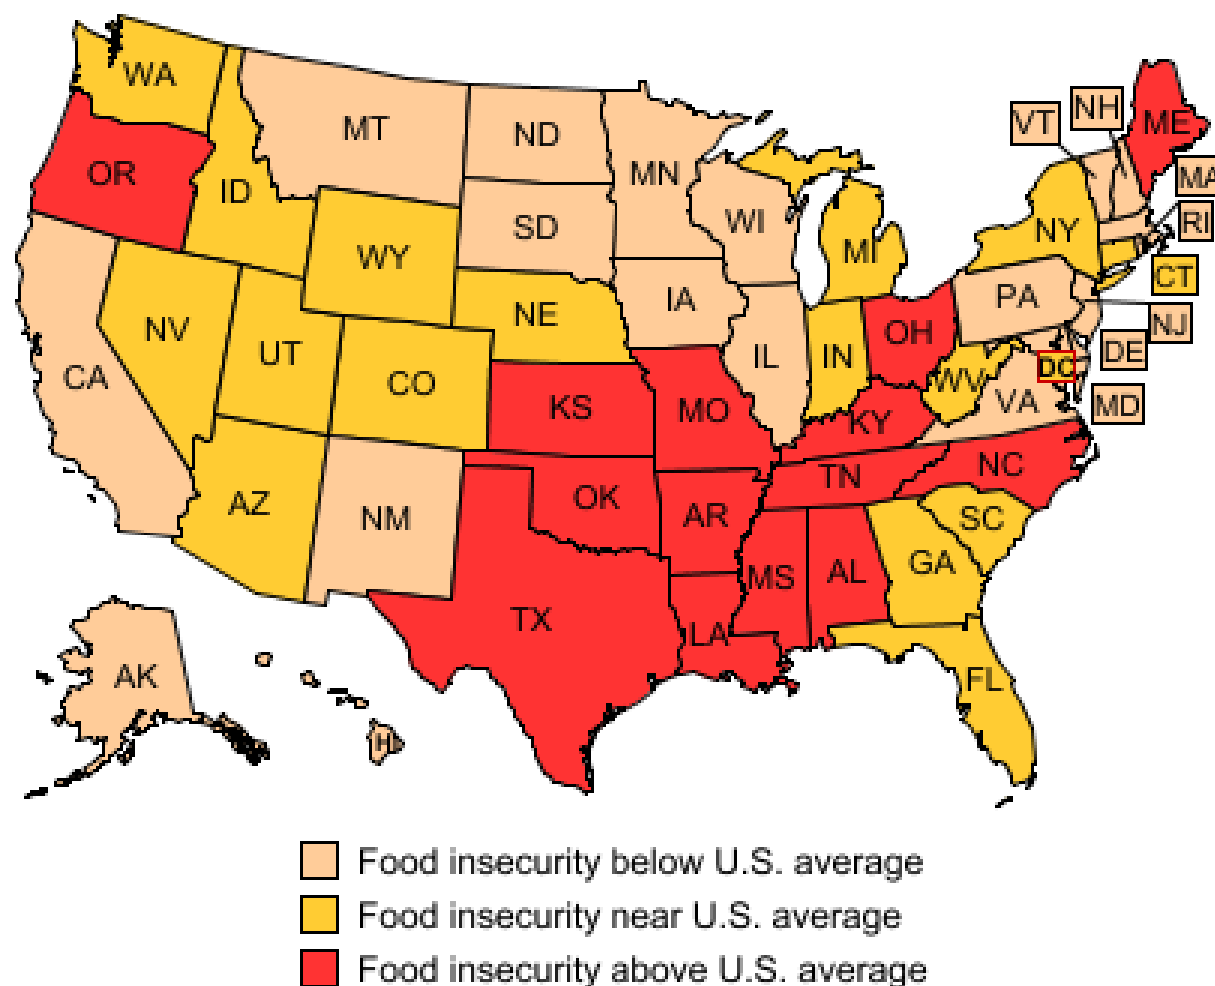 WA
MT
ND
MN
VT
NH
ME
OR
ID
SD
WI
MI
NY
MA
RI
WY
IA
CT
NV
NE
PA
NJ
UT
CO
IL
IN
OH
WV
DC
DE
CA
KS
MO
KY
VA
MD
AZ
NM
OK
TN
NC
AR
SC
MS
AL
GA
TX
LA
AK
FL
H
Food insecurity below U.S. average
Food insecurity near U.S. average
Food insecurity above U.S. average